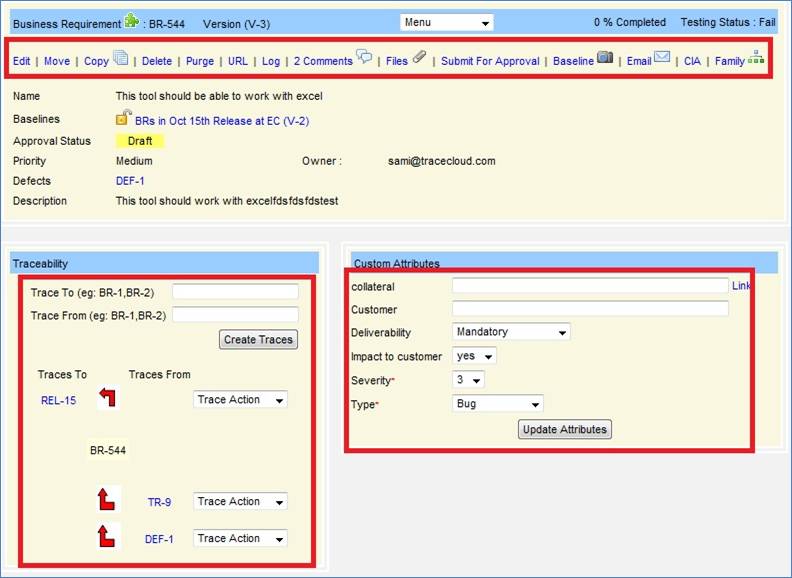 Business Requirement : BR-544 Version (V-3) Menu 0 % Completed Testing Status : Fail
Edit | Move | Copy | Delete | Purge | URL | Log | 2 Comments | Files | Submit For Approval | Baseline | Email | CIA | Family
Name This tool should be able to work with excel
Baselines BRs in Oct 15th Release at EC (V-2)
Approval Status Draft
Priority Medium Owner : sami@tracecloud.com
Defects DEF-1
Description This tool should work with excelfdsfdsfdstest
Traceability
Trace To (eg: BR-1,BR-2)
Trace From (eg: BR-1,BR-2)
Create Traces
Traces To Traces From
REL-15 Trace Action
BR-544
TR-9 Trace Action
DEF-1 Trace Action
Custom Attributes
collateral Link
Customer
Deliverability Mandatory
Impact to customer yes
Severity* 3
Type* Bug
Update Attributes